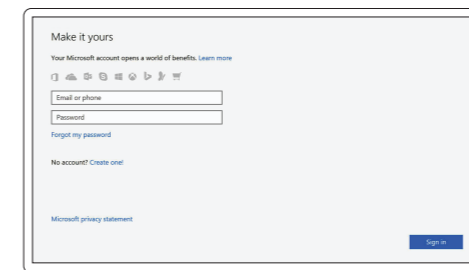 Make it yours
Your Microsoft account opens a world of benefits. Learn more
Email or phone
Password
Forgot my password
No account? Create one!
Microsoft privacy statement
Sign in